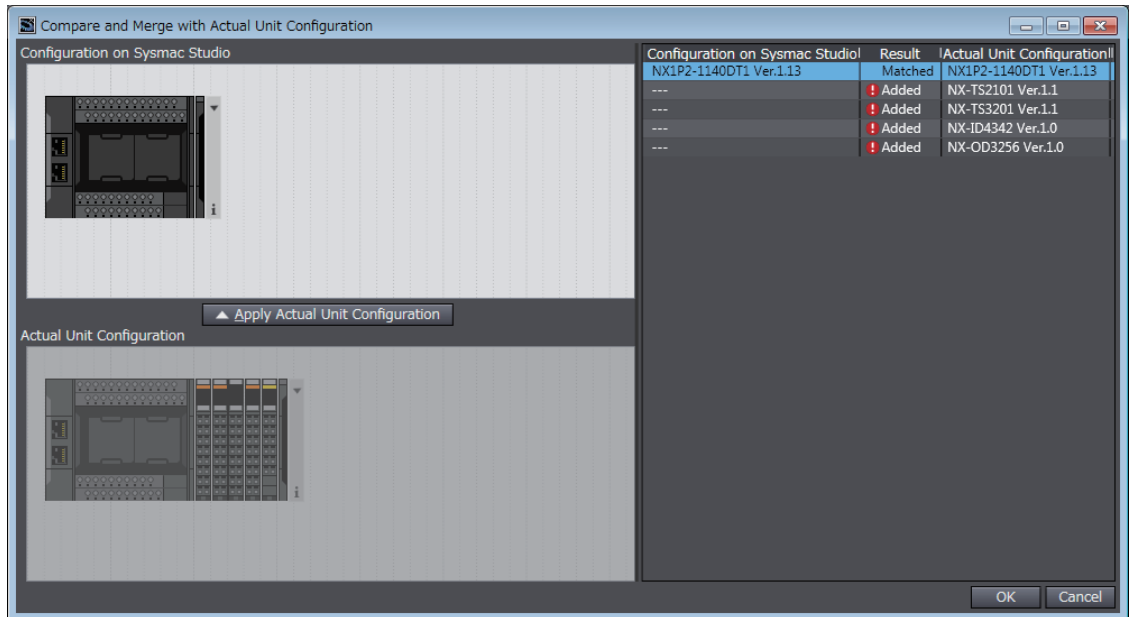 Compare and Merge with Actual Unit Configuration
Configuration on Sysmac Studio
Apply Actual Unit Configuration
Actual Unit Configuration
Configuration on Sysmac Studio Result Actual Unit Configuration
NX1P2-1140DT1 Ver.1.13 Matched NX1P2-1140DT1 Ver.1.13
--- Added NX-TS2101 Ver.1.1
--- Added NX-TS3201 Ver.1.1
--- Added NX-ID4342 Ver.1.0
--- Added NX-OD3256 Ver.1.0
OK Cancel